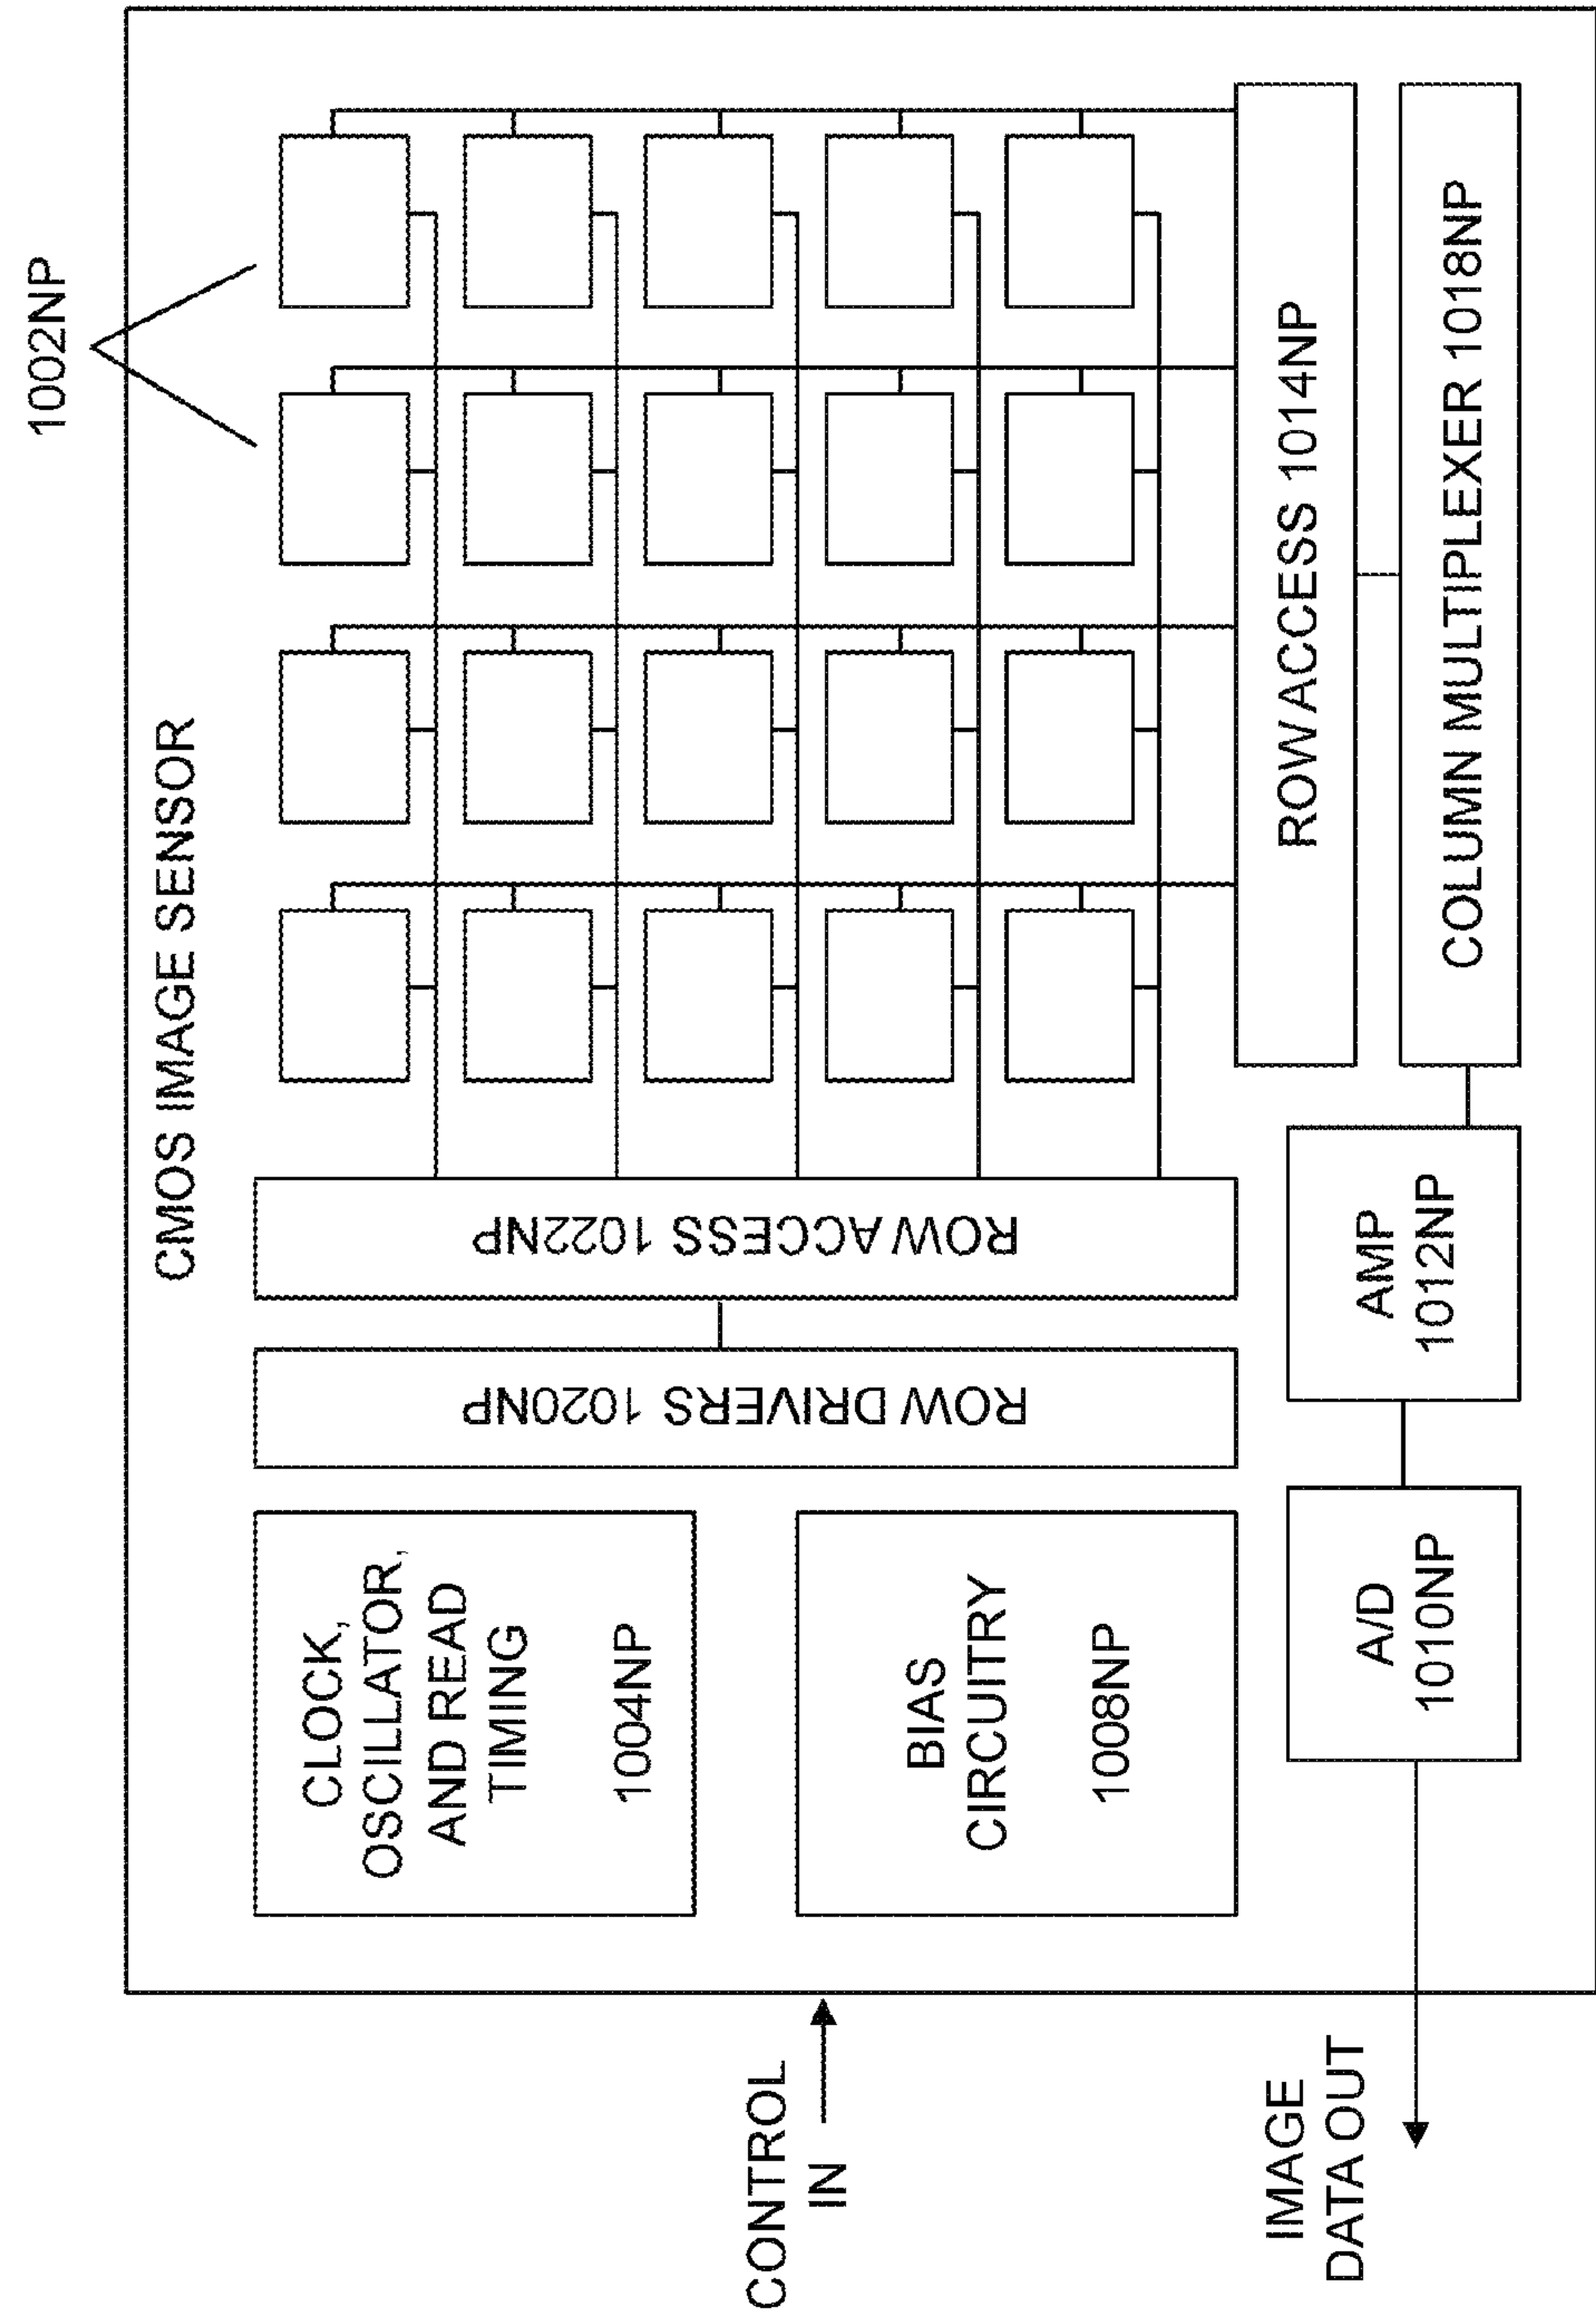 CMOS IMAGE SENSOR
1002NP
CONTROL
IN
CLOCK,
OSCILLATOR,
AND READ
TIMING
1004NP
BIAS
CIRCUITRY
1008NP
ROW DRIVERS 1020NP
ROW ACCESS 1022NP
ROW ACCESS 1014NP
COLUMN MULTIPLEXER 1018NP
AMP
1012NP
A/D
1010NP
IMAGE
DATA OUT